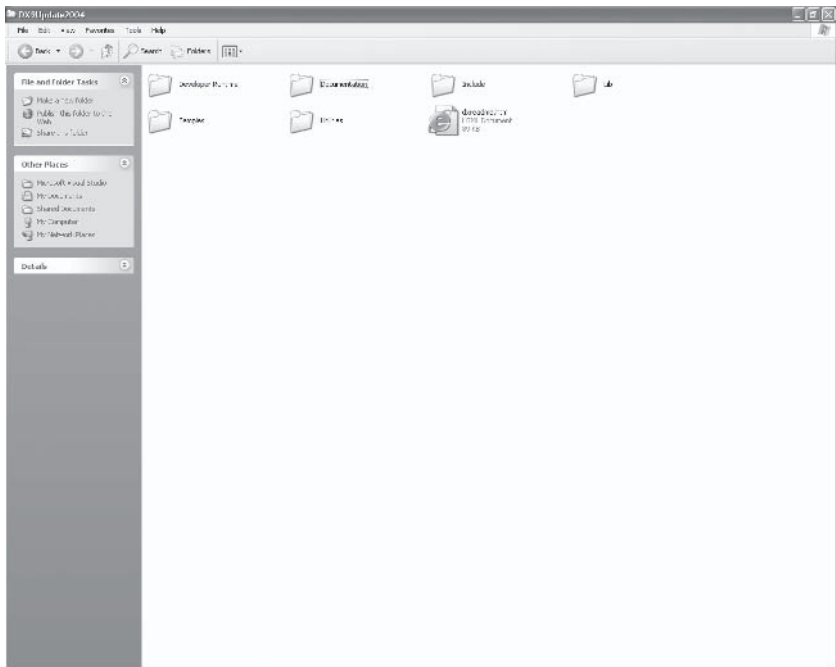 DX9Update2004
File Edit View Favorites Tools Help
Back Search Folders
File and Folder Tasks
Make a new folder
Publish this folder to the
Web
Share this folder
Other Places
Microsoft Visual Studio
My Documents
Shared Documents
My Computer
My Network Places
Details
Developer Runtime
Documentation
Include
Lib
Samples
Utilities
dxreadme.htm
HTML Document